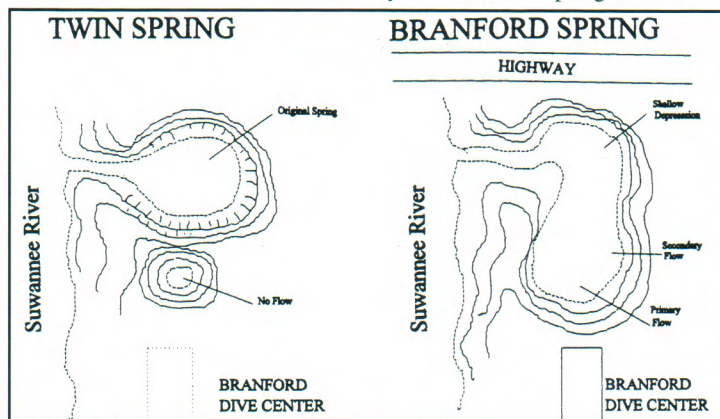 TWIN SPRING
Original Spring
Suwannee River
No Flow
BRANFORD
DIVE CENTER
BRANFORD SPRING
HIGHWAY
Shallow
Depression
Suwannee River
Secondary
Flow
Primary
Flow
BRANFORD
DIVE CENTER